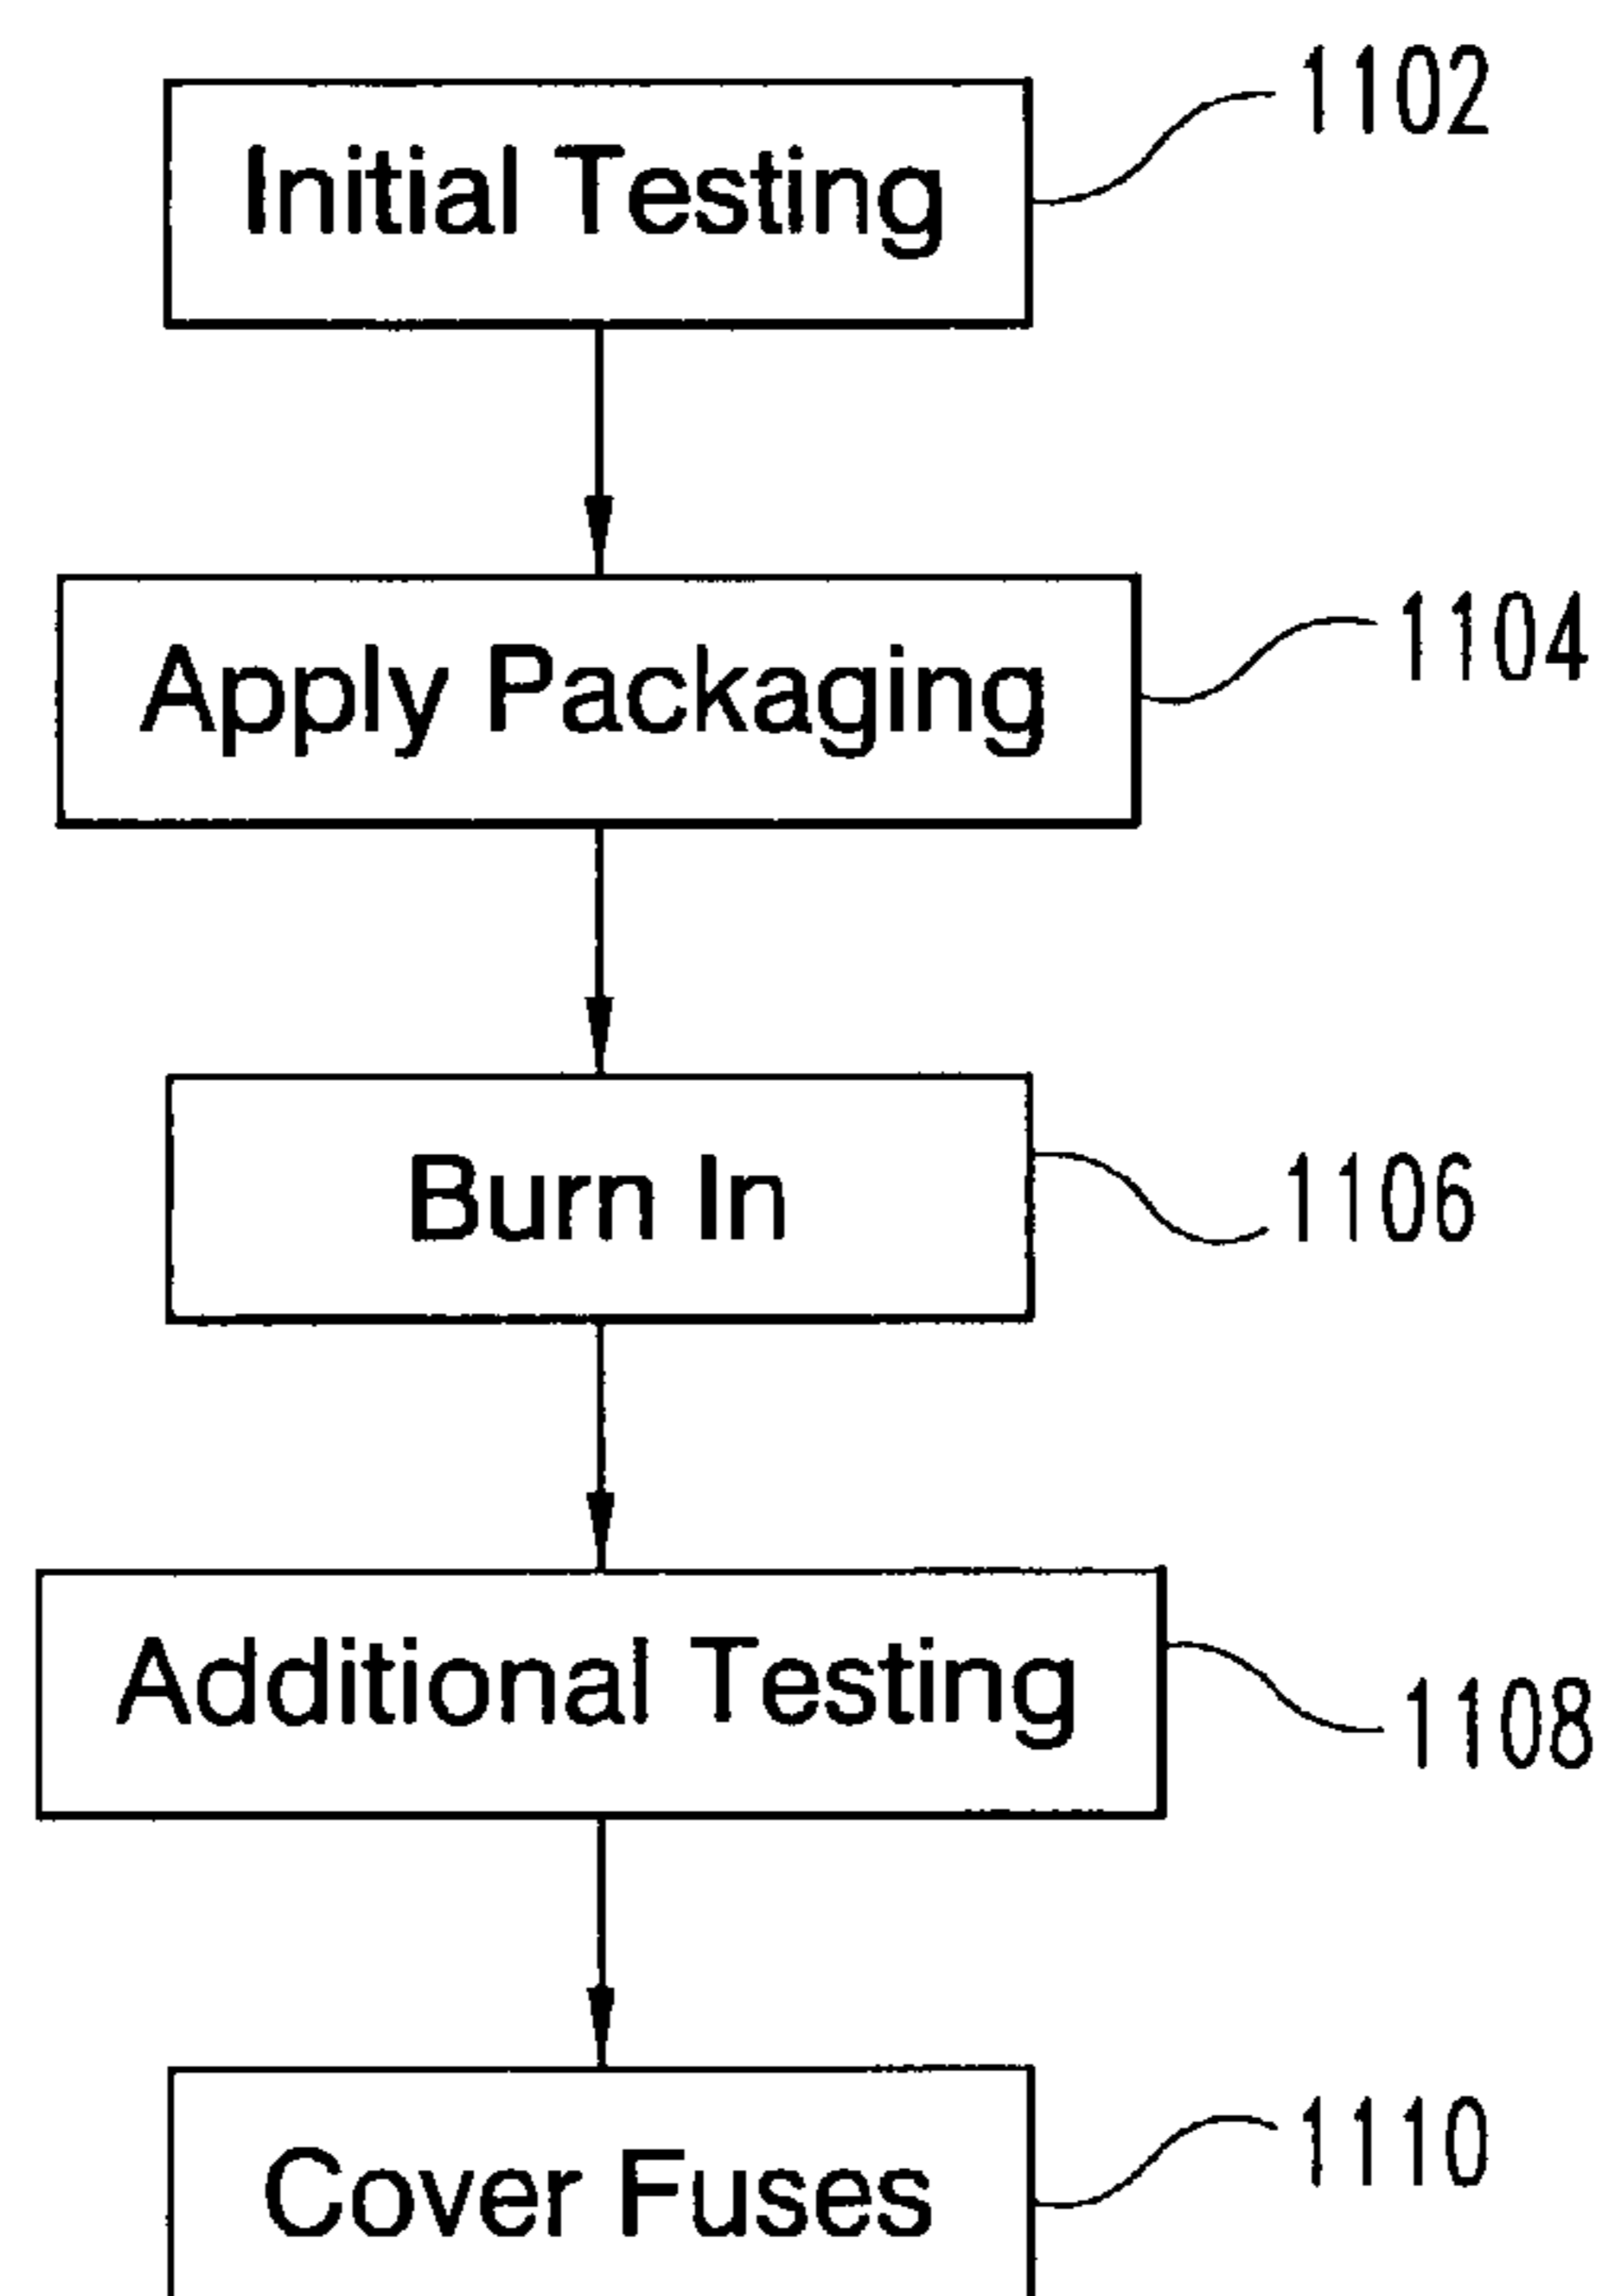 Initial Testing
1102
Apply Packaging
1104
Burn In
1106
Additional Testing
1108
Cover Fuses
1110